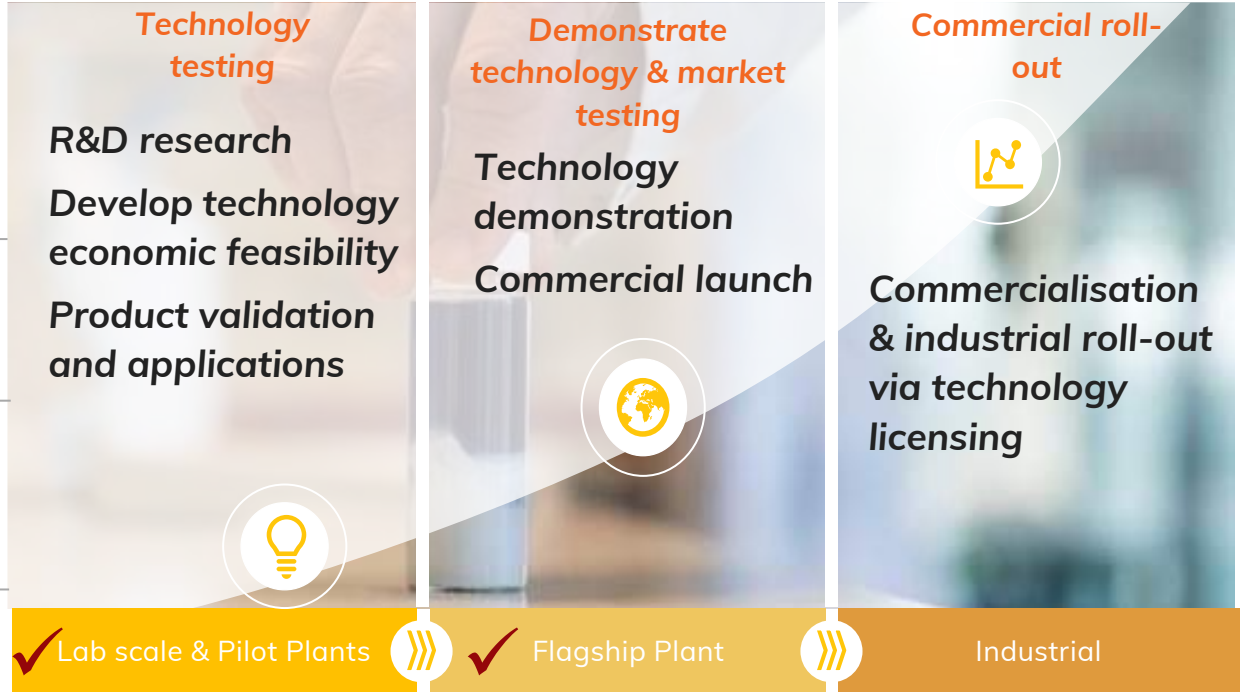 Technology
testing
R&D research
Develop technology
economic feasibility
Product validation
and applications
Lab scale & Pilot Plants
Demonstrate
technology & market
testing
Technology
demonstration
Commercial launch
Flagship Plant
Commercial roll-
out
Commercialisation
& industrial roll-out
via technology
licensing
Industrial